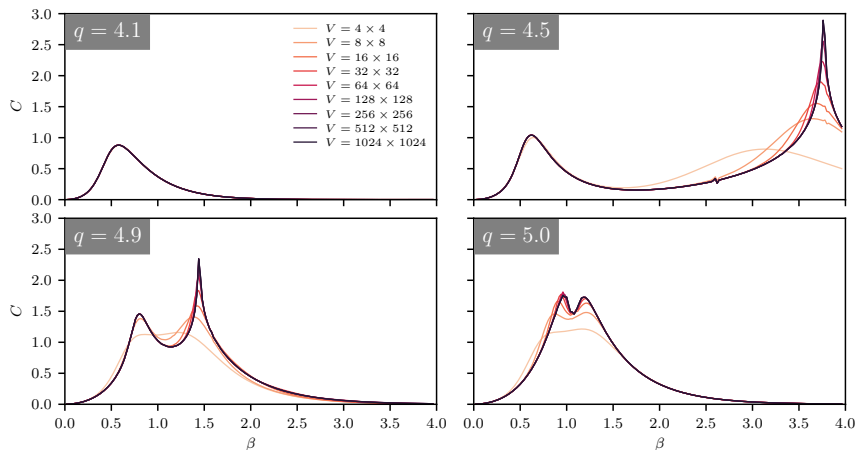 3.0
2.5
2.0
1.5
1.0
0.5
0.0
C
q = 4.1
V = 4 × 4
V = 8 × 8
V = 16 × 16
V = 32 × 32
V = 64 × 64
V = 128 × 128
V = 256 × 256
V = 512 × 512
V = 1024 × 1024
q = 4.5
3.0
2.5
2.0
1.5
1.0
0.5
0.0
C
q = 4.9
0.0 0.5 1.0 1.5 2.0 2.5 3.0 3.5 4.0
β
q = 5.0
0.0 0.5 1.0 1.5 2.0 2.5 3.0 3.5 4.0
β